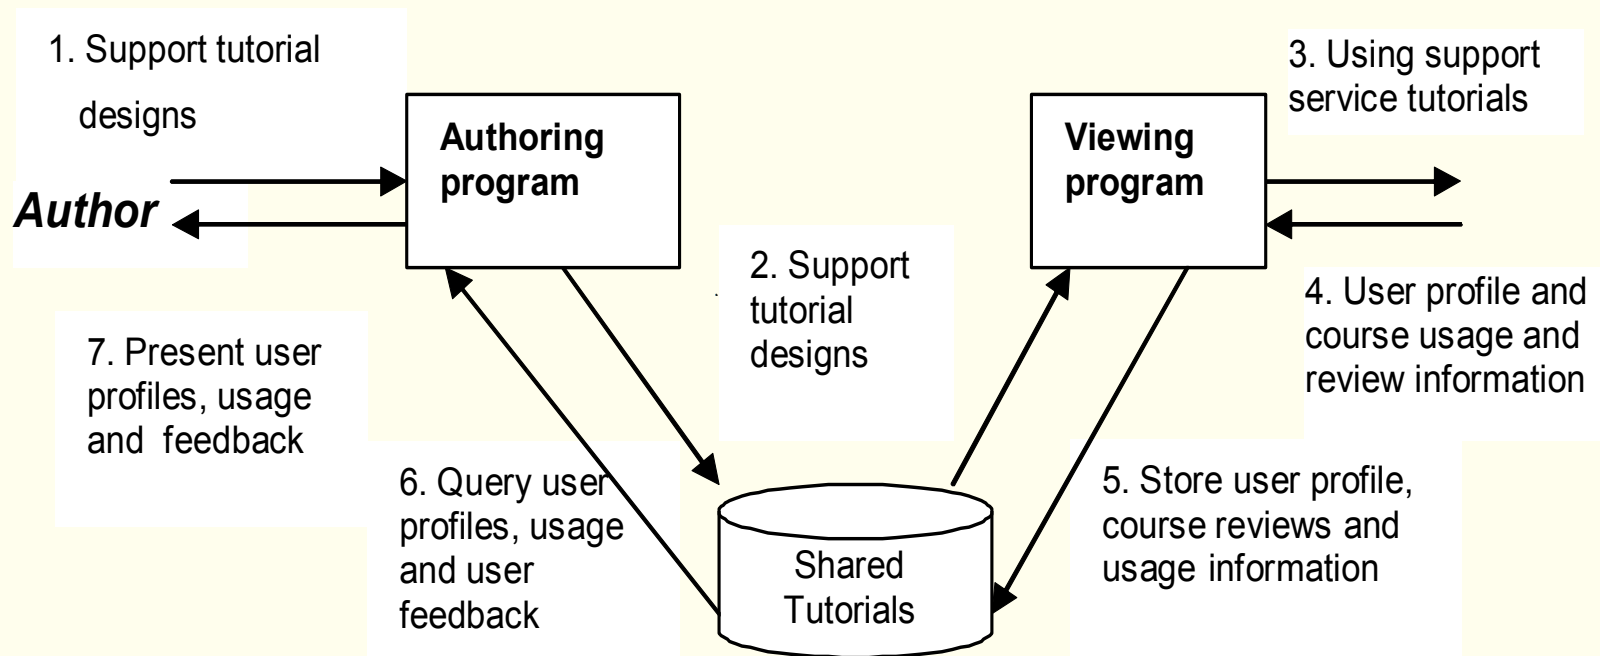 1. Support tutorial
designs
Author
Authoring
program
2. Support
tutorial
designs
Viewing
program
3. Using support
service tutorials
4. User profile and
course usage and
review information
5. Store user profile,
course reviews and
usage information
6. Query user
profiles, usage
and user
feedback
7. Present user
profiles, usage
and feedback
Shared
Tutorials